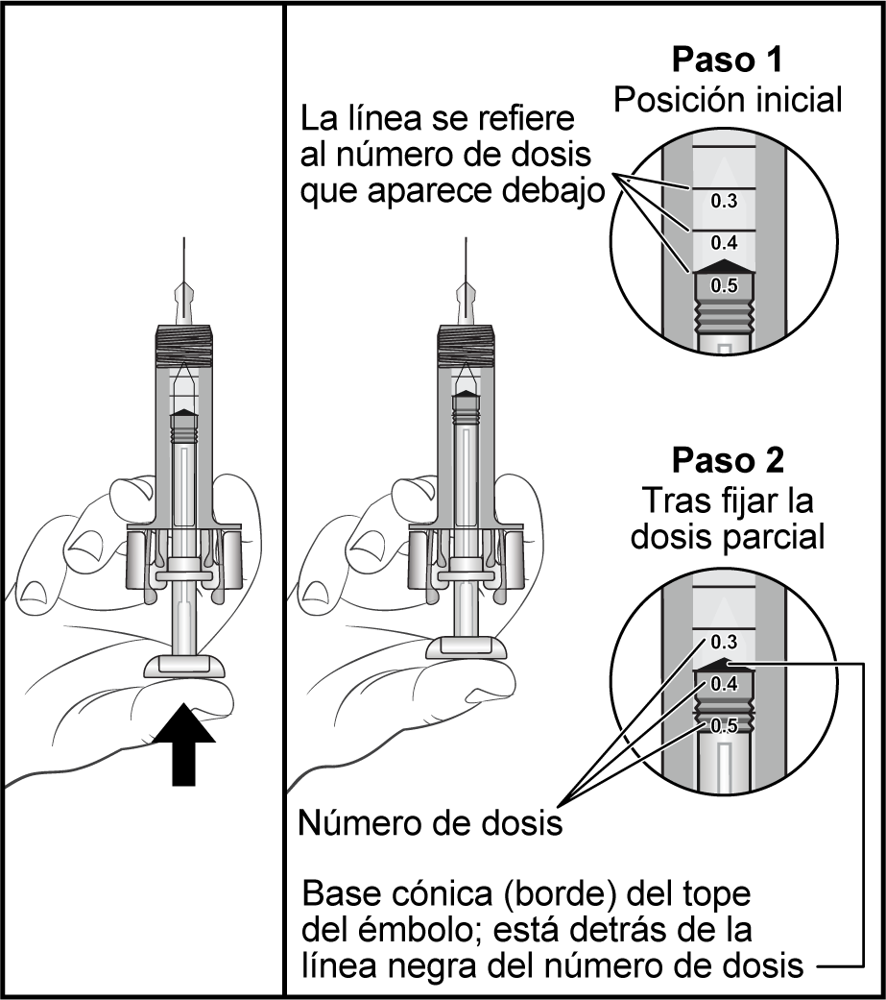 Paso 1
Posición inicial
La línea se refiere
al número de dosis
que aparece debajo
0.3
0.4
0.5
Paso 2
Tras fijar la
dosis parcial
0.3
0.4
0.5
Número de dosis
Base cónica (borde) del tope
del émbolo; está detrás de la
línea negra del número de dosis